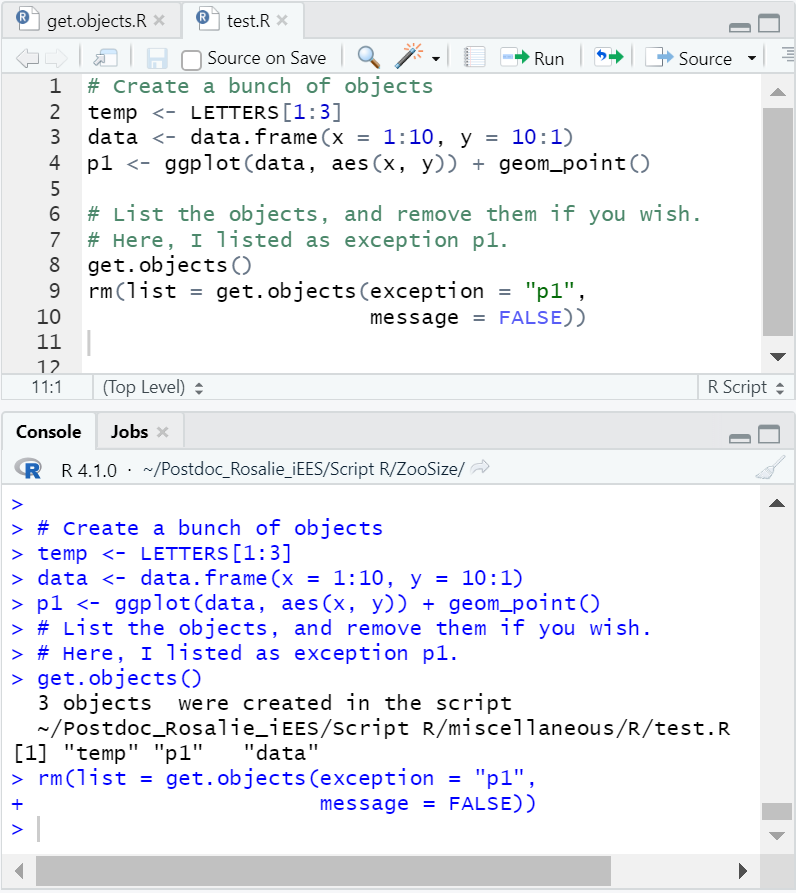 get.objects.R
test.R
Source on Save
Run
Source
1 # Create a bunch of objects
2 temp <- LETTERS[1:3]
3 data <- data.frame(x = 1:10, y = 10:1)
4 p1 <- ggplot(data, aes(x, y)) + geom_point()
5
6 # List the objects, and remove them if you wish.
7 # Here, I listed as exception p1.
8 get.objects()
9 rm(list = get.objects(exception = "p1",
10                       message = FALSE))
11
12
11:1 (Top Level) R Script
Console Jobs
R R 4.1.0 · ~/Postdoc_Rosalie_iEES/Script R/ZooSize/
>
> # Create a bunch of objects
> temp <- LETTERS[1:3]
> data <- data.frame(x = 1:10, y = 10:1)
> p1 <- ggplot(data, aes(x, y)) + geom_point()
> # List the objects, and remove them if you wish.
> # Here, I listed as exception p1.
> get.objects()
  3 objects  were created in the script
  ~/Postdoc_Rosalie_iEES/Script R/miscellaneous/R/test.R
[1] "temp" "p1"   "data"
> rm(list = get.objects(exception = "p1",
+                       message = FALSE))
>